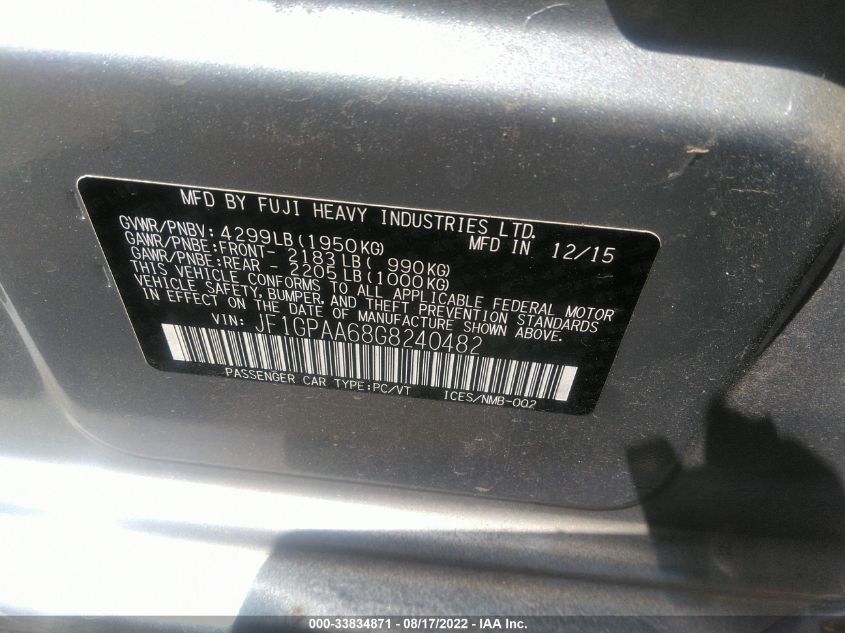 MFD BY FUJI HEAVY INDUSTRIES LTD.
GVWR/PNBV: 4299LB(1950KG) MFD IN 12/15
GAWR/PNBE:FRONT- 2183LB( 990KG)
GAWR/PNBE:REAR - 2205LB(1000KG)
THIS VEHICLE CONFORMS TO ALL APPLICABLE FEDERAL MOTOR
VEHICLE SAFETY, BUMPER, AND THEFT PREVENTION STANDARDS
IN EFFECT ON THE DATE OF MANUFACTURE SHOWN ABOVE.
VIN: JF1GPAA68G8240482
PASSENGER CAR TYPE:PC/VT ICES/NMB-002
000-33834871 - 08/17/2022 - IAA Inc.